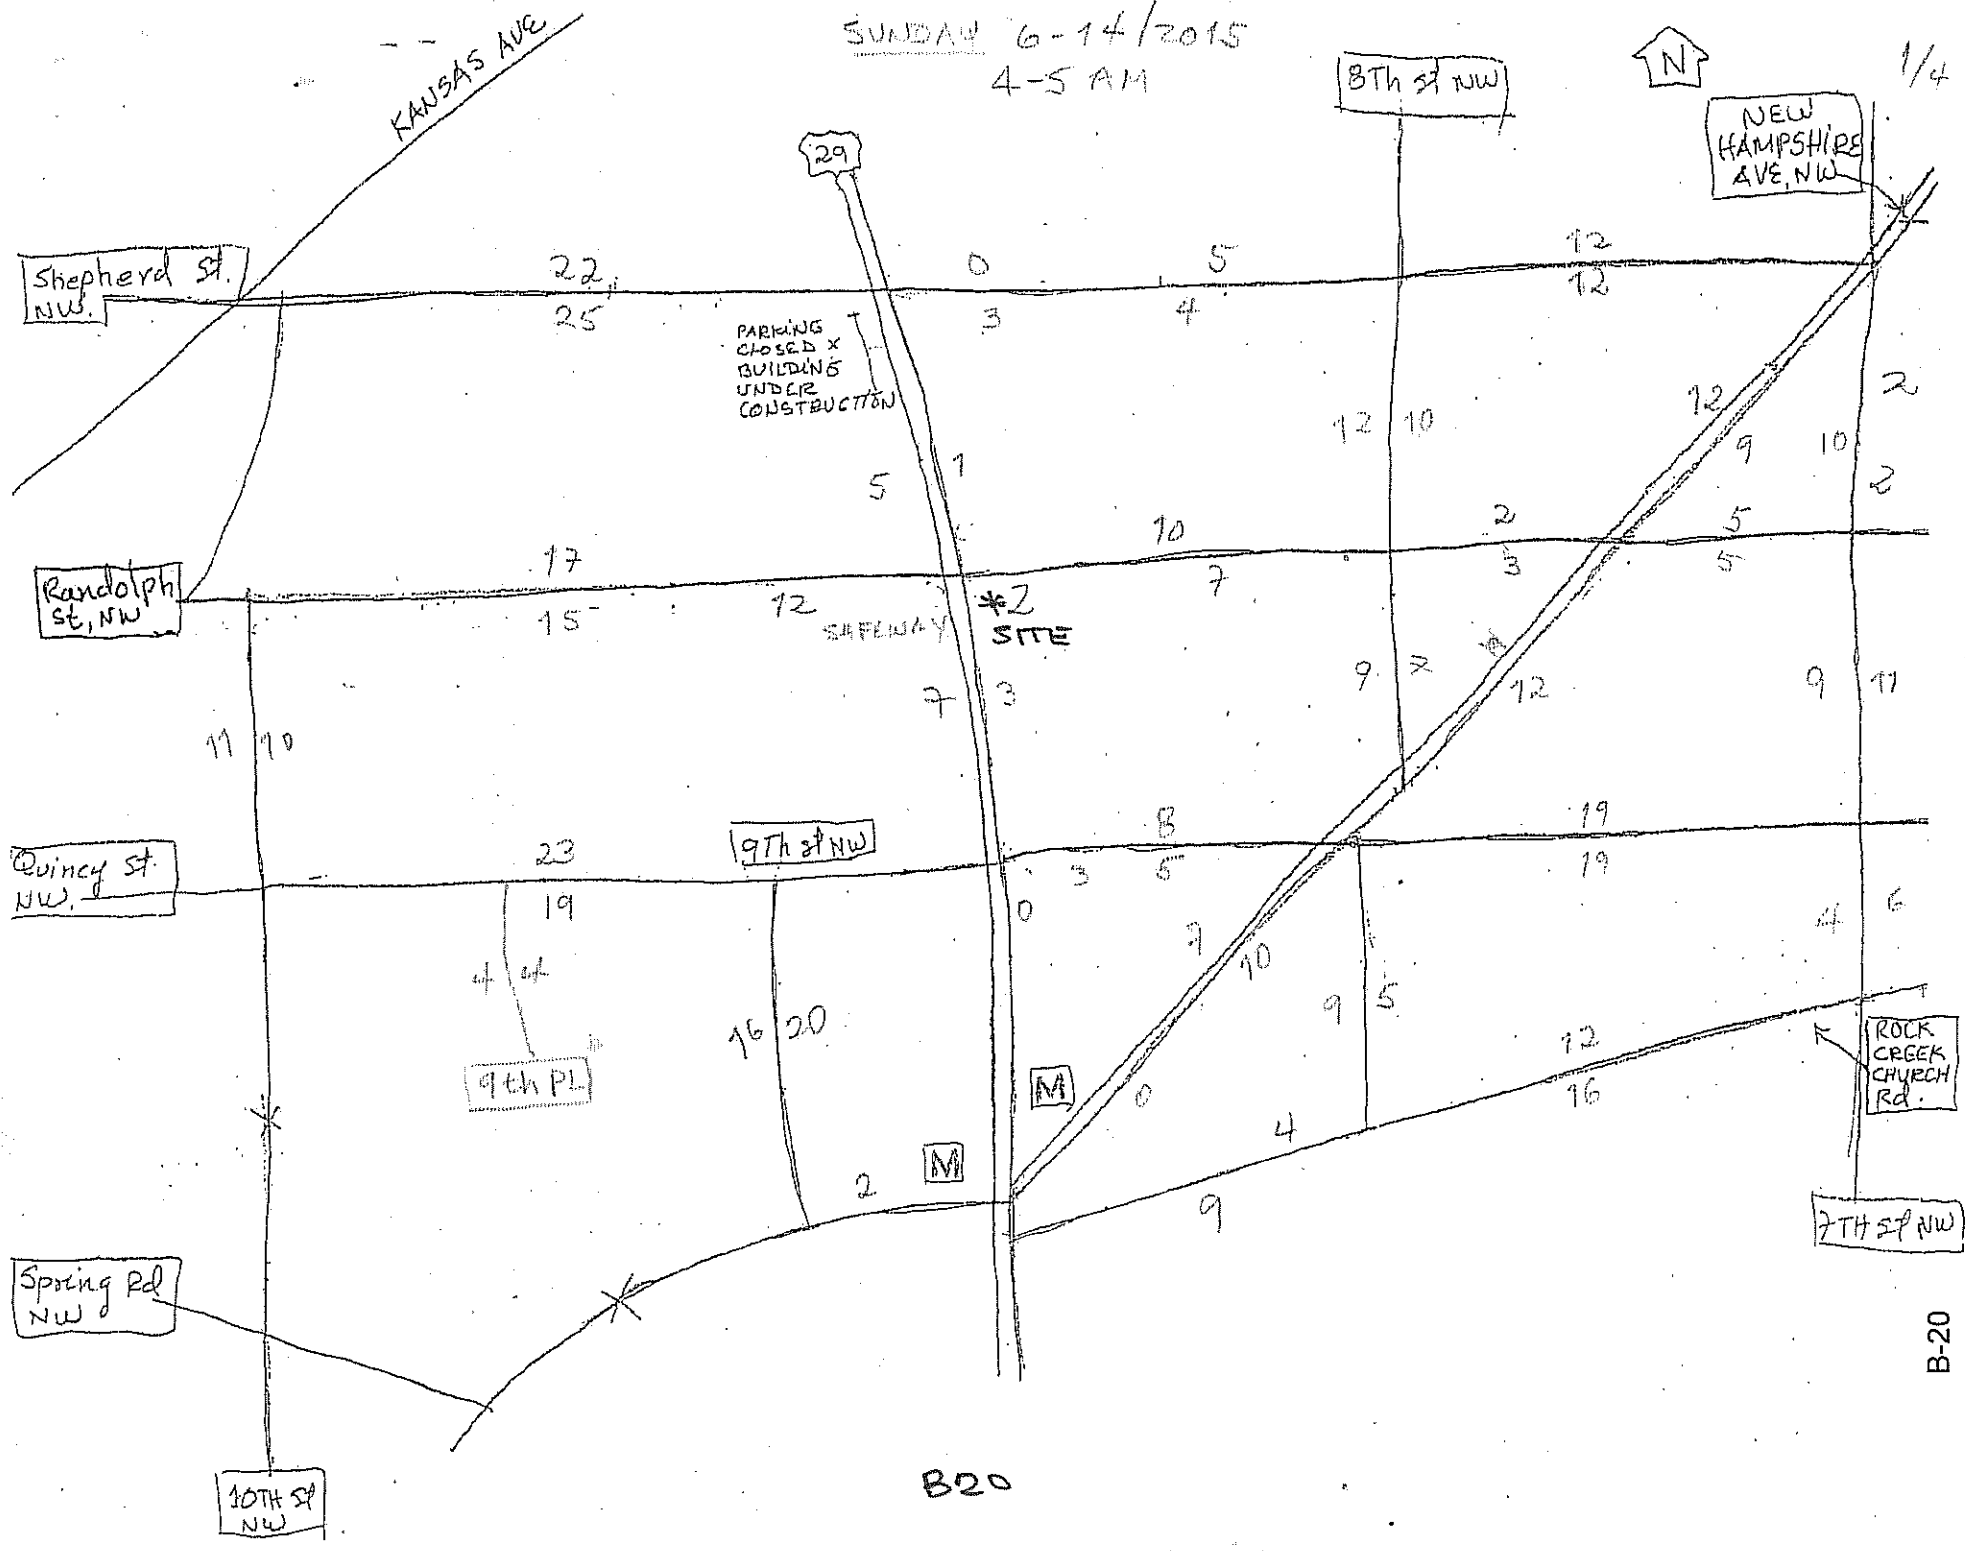 SUNDAY 6-14/2015
4-5 AM
1/4
N
KANSAS AVE
29
8Th st NW
NEW
HAMPSHIRE
AVE, NW
Shepherd St.
NW.
22
25
0
3
5
4
12
12
PARKING
CLOSED x
BUILDING
UNDER
CONSTRUCTION
5
1
12
10
12
9
10
2
2
Randolph
St, NW
17
15
12
10
7
2
3
5
5
SAFEWAY
*2
SITE
7
3
9
12
9
11
11
10
Quincy st.
NW.
23
19
9Th st NW
8
3
5
0
19
19
4
6
4
4
9th PL
16
20
7
10
9
5
0
M
M
2
4
9
12
16
ROCK
CREEK
CHURCH
Rd.
7TH ST NW
Spring Rd
NW
10TH ST
NW
B20
B-20